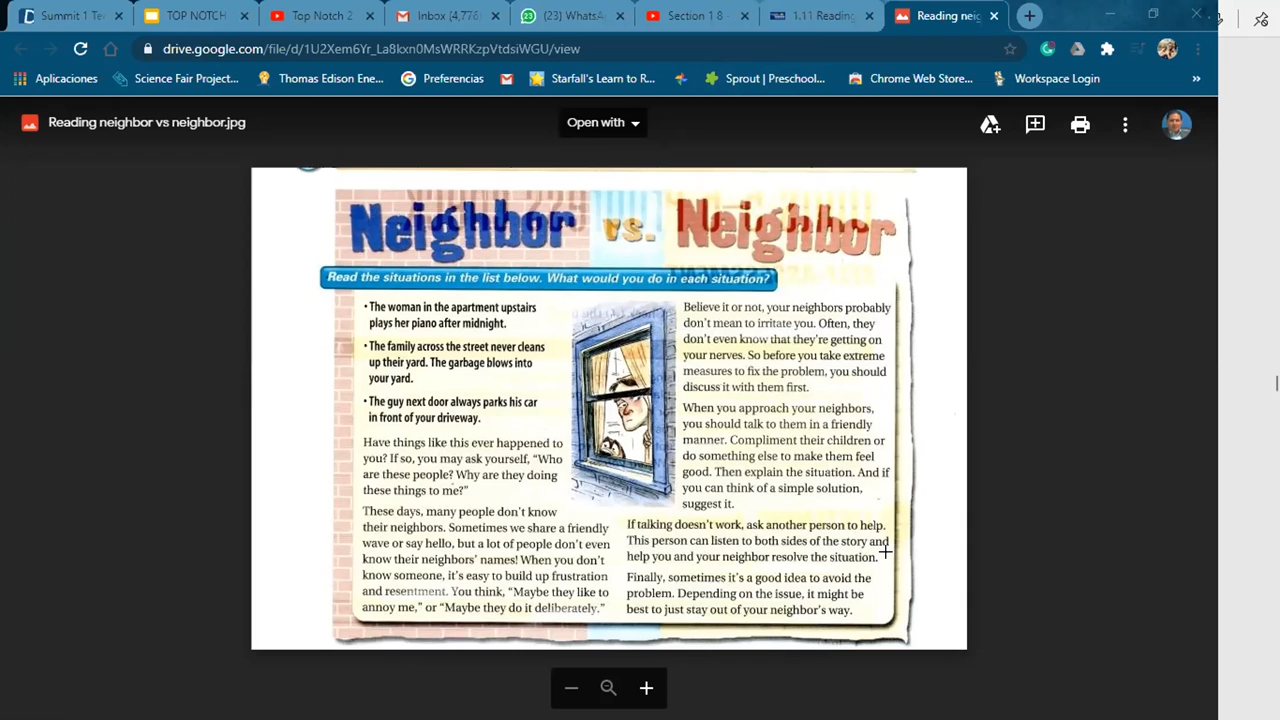 Summit 1 Te
TOP NOTCH
Top Notch 2
Inbox (4,776
(23) WhatsA
Section 1 8 -
1.11 Reading
Reading neig
drive.google.com/file/d/1U2Xem6Yr_La8kxn0MsWRRKzpVtdsiWGU/view
Aplicaciones
Science Fair Project...
Thomas Edison Ene...
Preferencias
Starfall's Learn to R...
Sprout | Preschool...
Chrome Web Store...
Workspace Login
»
Reading neighbor vs neighbor.jpg
Open with
Neighbor vs. Neighbor
Read the situations in the list below. What would you do in each situation?
• The woman in the apartment upstairs
plays her piano after midnight.
• The family across the street never cleans
up their yard. The garbage blows into
your yard.
• The guy next door always parks his car
in front of your driveway.
Have things like this ever happened to
you? If so, you may ask yourself, “Who
are these people? Why are they doing
these things to me?”
These days, many people don’t know
their neighbors. Sometimes we share a friendly
wave or say hello, but a lot of people don’t even
know their neighbors’ names! When you don’t
know someone, it’s easy to build up frustration
and resentment. You think, “Maybe they like to
annoy me,” or “Maybe they do it deliberately.”
Believe it or not, your neighbors probably
don’t mean to irritate you. Often, they
don’t even know that they’re getting on
your nerves. So before you take extreme
measures to fix the problem, you should
discuss it with them first.
When you approach your neighbors,
you should talk to them in a friendly
manner. Compliment their children or
do something else to make them feel
good. Then explain the situation. And if
you can think of a simple solution,
suggest it.
If talking doesn’t work, ask another person to help.
This person can listen to both sides of the story and
help you and your neighbor resolve the situation.
Finally, sometimes it’s a good idea to avoid the
problem. Depending on the issue, it might be
best to just stay out of your neighbor’s way.